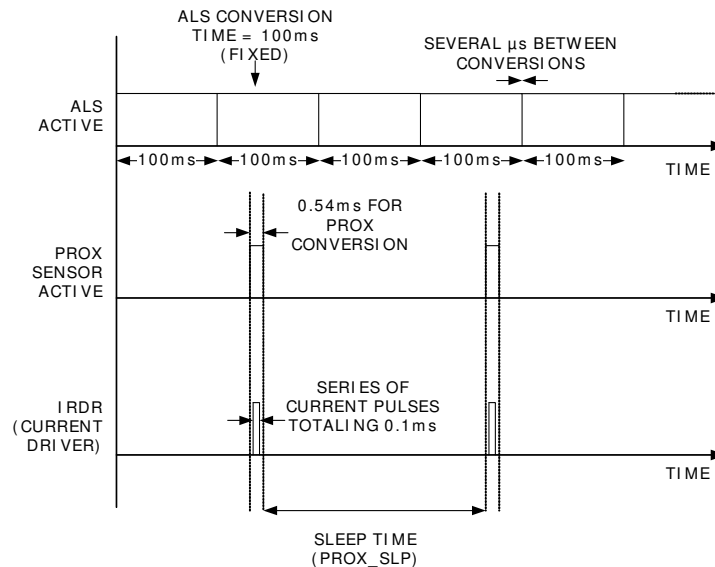 ALS CONVERSION
TIME = 100ms
(FIXED)
SEVERAL µs BETWEEN
CONVERSIONS
ALS
ACTIVE
100ms 100ms 100ms 100ms 100ms
TIME
0.54ms FOR
PROX
CONVERSION
PROX
SENSOR
ACTIVE
TIME
SERIES OF
CURRENT PULSES
TOTALING 0.1ms
IRDR
(CURRENT
DRIVER)
TIME
SLEEP TIME
(PROX_SLP)